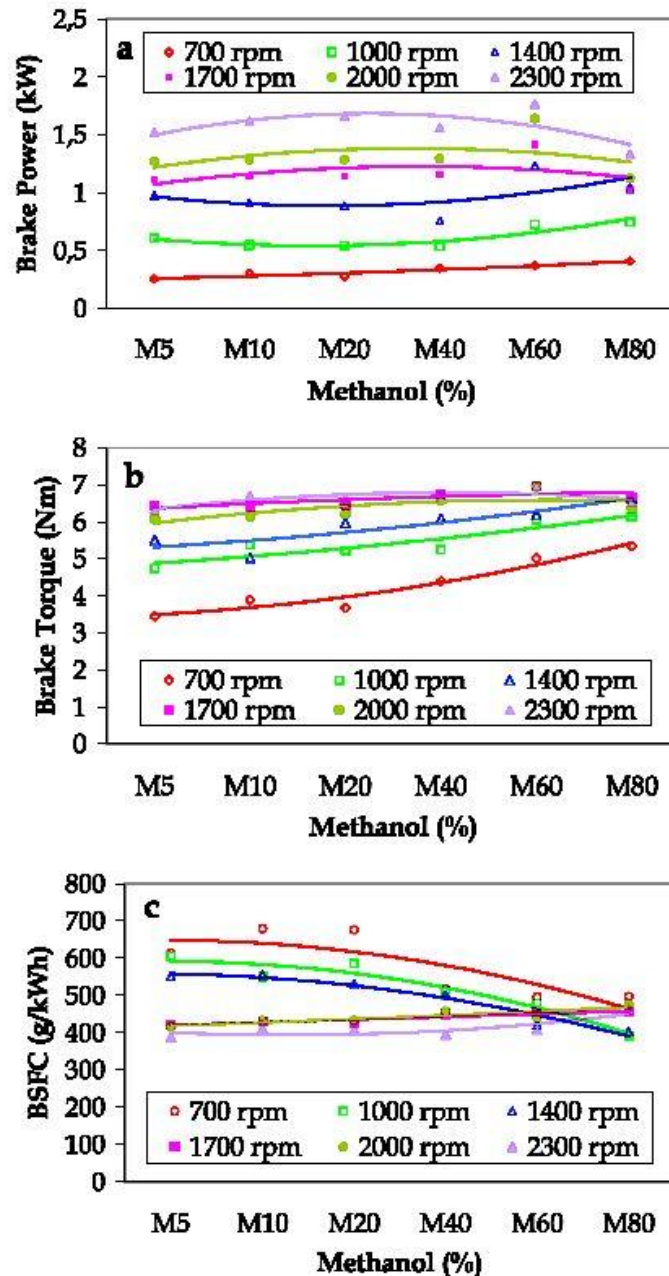 a
700 rpm 1000 rpm 1400 rpm
1700 rpm 2000 rpm 2300 rpm
Brake Power (kW)
2,5
2
1,5
1
0,5
0
M5 M10 M20 M40 M60 M80
Methanol (%)
b
Brake Torque (Nm)
8
7
6
5
4
3
2
1
0
700 rpm 1000 rpm 1400 rpm
1700 rpm 2000 rpm 2300 rpm
M5 M10 M20 M40 M60 M80
Methanol (%)
c
BSFC (g/kWh)
800
700
600
500
400
300
200
100
0
700 rpm 1000 rpm 1400 rpm
1700 rpm 2000 rpm 2300 rpm
M5 M10 M20 M40 M60 M80
Methanol (%)